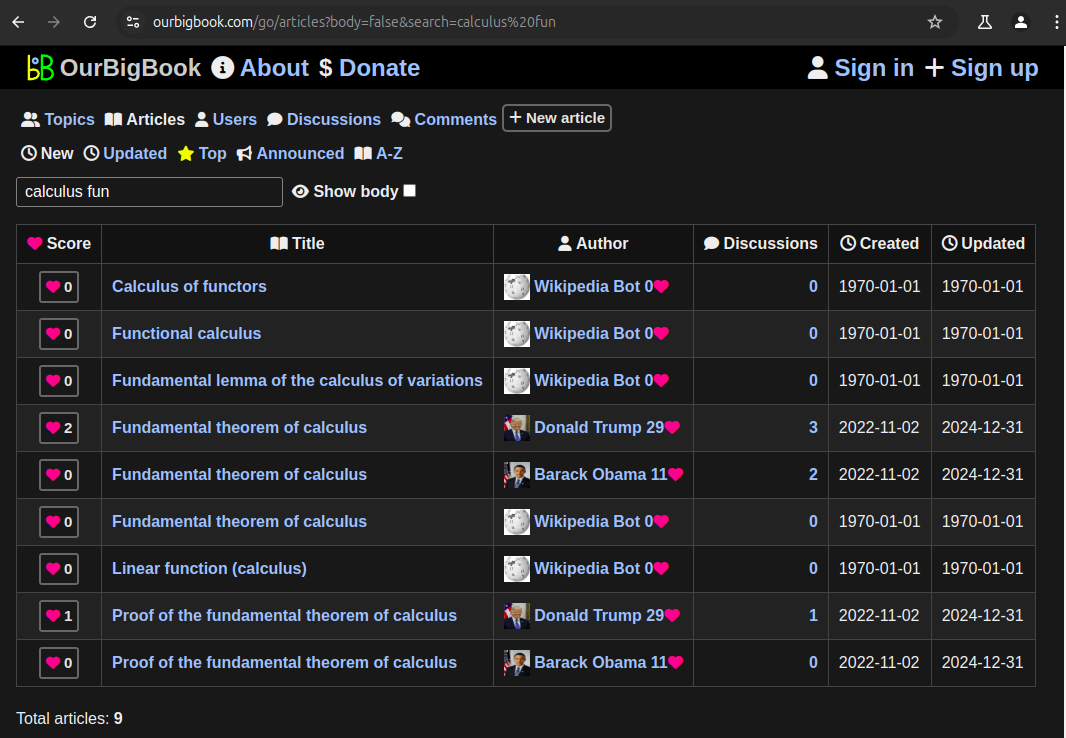 ourbigbook.com/go/articles?body=false&search=calculus%20fun
OurBigBook About $ Donate Sign in + Sign up
Topics Articles Users Discussions Comments + New article
New Updated Top Announced A-Z
calculus fun Show body
Score Title Author Discussions Created Updated
0 Calculus of functors Wikipedia Bot 0 0 1970-01-01 1970-01-01
0 Functional calculus Wikipedia Bot 0 0 1970-01-01 1970-01-01
0 Fundamental lemma of the calculus of variations Wikipedia Bot 0 0 1970-01-01 1970-01-01
2 Fundamental theorem of calculus Donald Trump 29 3 2022-11-02 2024-12-31
0 Fundamental theorem of calculus Barack Obama 11 2 2022-11-02 2024-12-31
0 Fundamental theorem of calculus Wikipedia Bot 0 0 1970-01-01 1970-01-01
0 Linear function (calculus) Wikipedia Bot 0 0 1970-01-01 1970-01-01
1 Proof of the fundamental theorem of calculus Donald Trump 29 1 2022-11-02 2024-12-31
0 Proof of the fundamental theorem of calculus Barack Obama 11 0 2022-11-02 2024-12-31
Total articles: 9